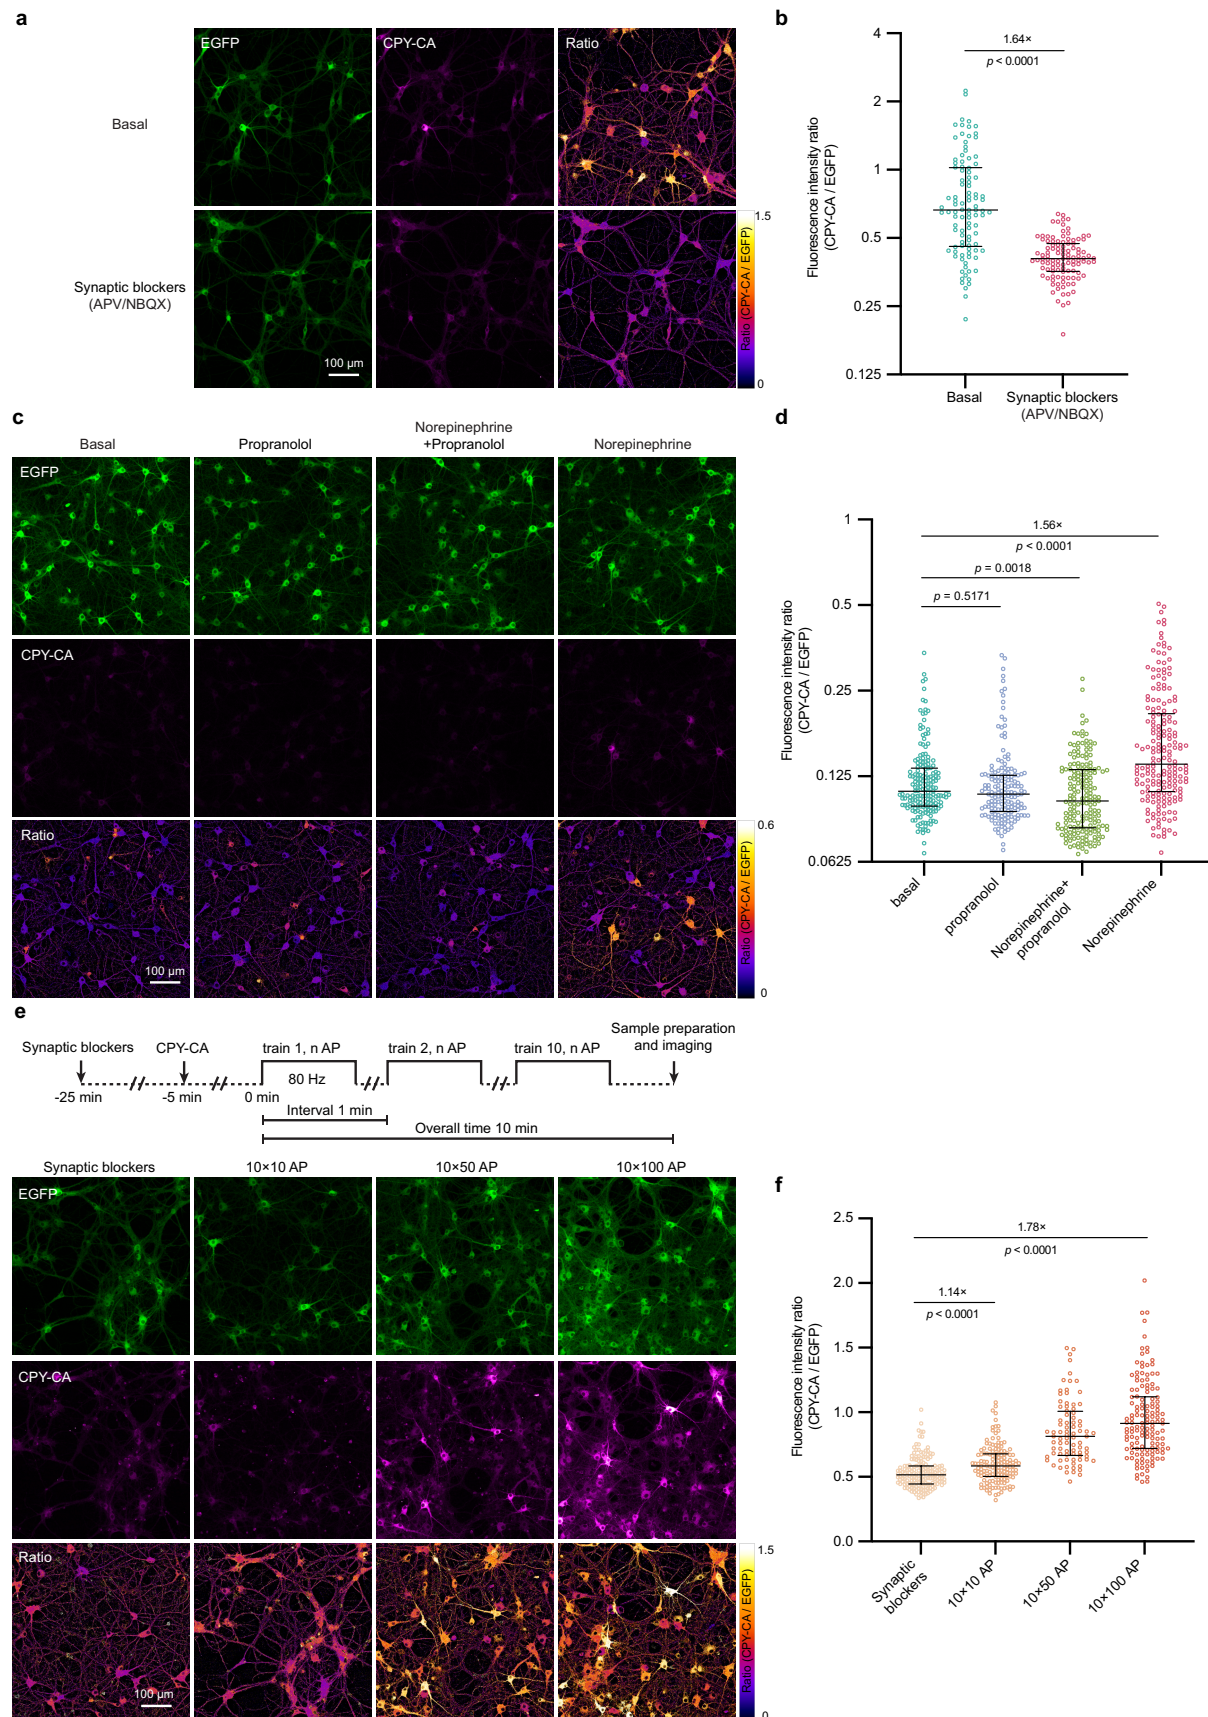 a
EGFP
CPY-CA
Ratio
Basal
Synaptic blockers
(APV/NBQX)
100 µm
1.5
Ratio (CPY-CA / EGFP)
0
b
1.64×
p < 0.0001
Fluorescence intensity ratio
(CPY-CA / EGFP)
4
2
1
0.5
0.25
0.125
Basal
Synaptic blockers
(APV/NBQX)
c
Basal
Propranolol
Norepinephrine
+Propranolol
Norepinephrine
EGFP
CPY-CA
Ratio
100 µm
0.6
Ratio (CPY-CA / EGFP)
0
d
1.56×
p < 0.0001
p = 0.0018
p = 0.5171
Fluorescence intensity ratio
(CPY-CA / EGFP)
1
0.5
0.25
0.125
0.0625
basal
propranolol
Norepinephrine+
propranolol
Norepinephrine
e
Synaptic blockers
CPY-CA
train 1, n AP
train 2, n AP
train 10, n AP
Sample preparation
and imaging
80 Hz
-25 min
-5 min
0 min
Interval 1 min
Overall time 10 min
Synaptic blockers
10×10 AP
10×50 AP
10×100 AP
EGFP
CPY-CA
Ratio
100 µm
1.5
Ratio (CPY-CA / EGFP)
0
f
1.78×
p < 0.0001
1.14×
p < 0.0001
Fluorescence intensity ratio
(CPY-CA / EGFP)
2.5
2.0
1.5
1.0
0.5
0.0
Synaptic
blockers
10×10 AP
10×50 AP
10×100 AP